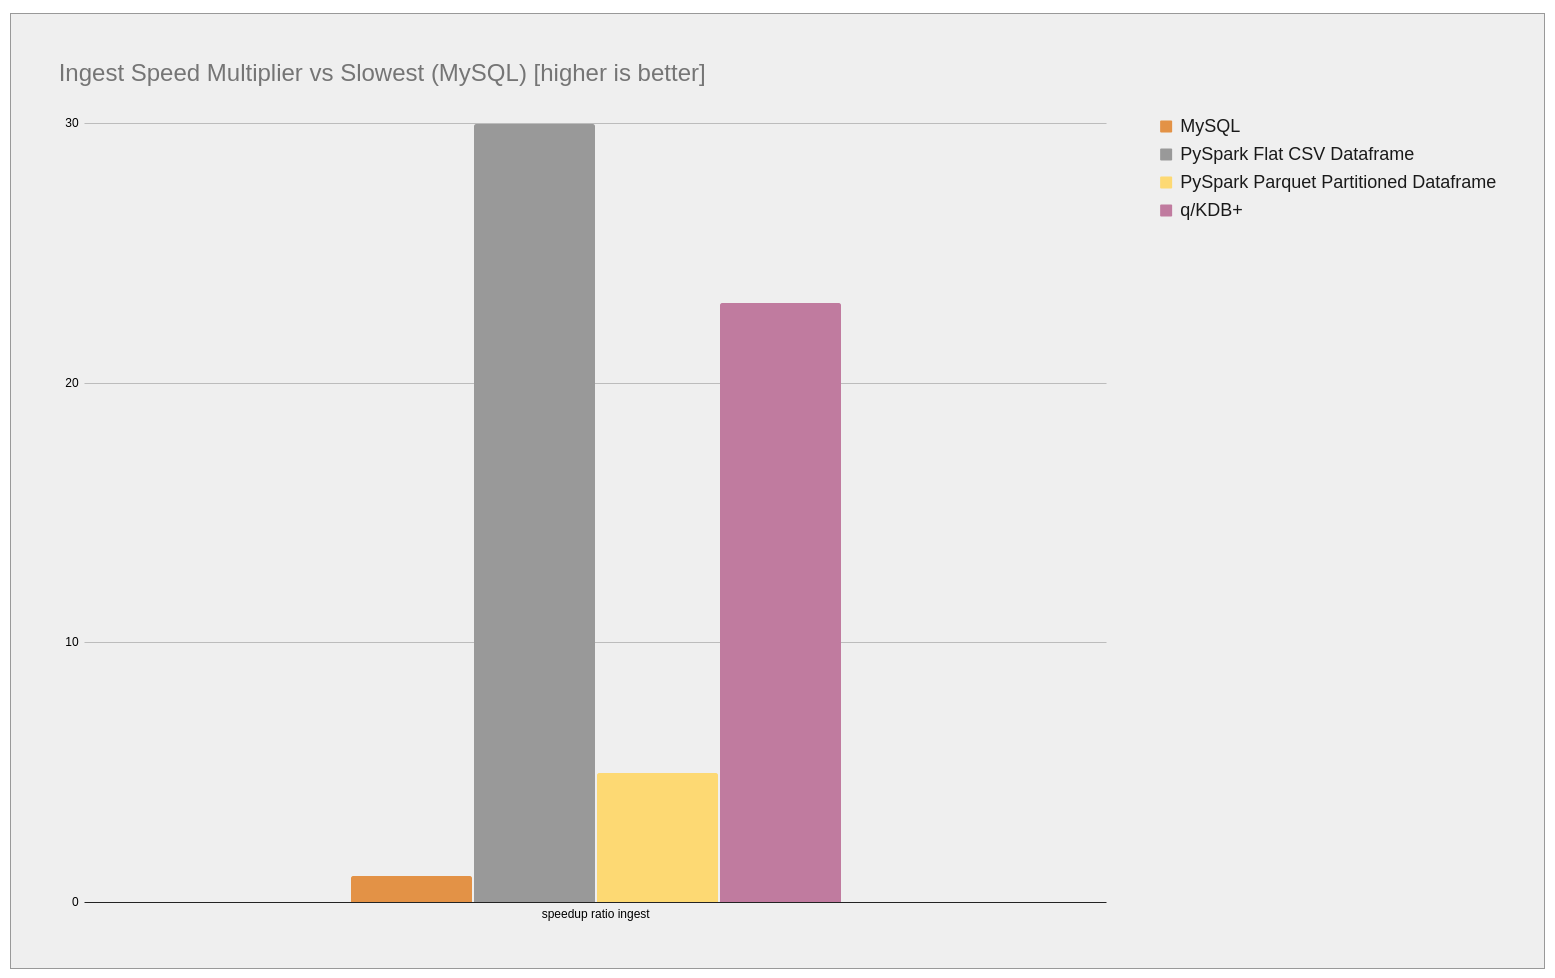 Ingest Speed Multiplier vs Slowest (MySQL) [higher is better]
30
20
10
0
speedup ratio ingest
MySQL
PySpark Flat CSV Dataframe
PySpark Parquet Partitioned Dataframe
q/KDB+